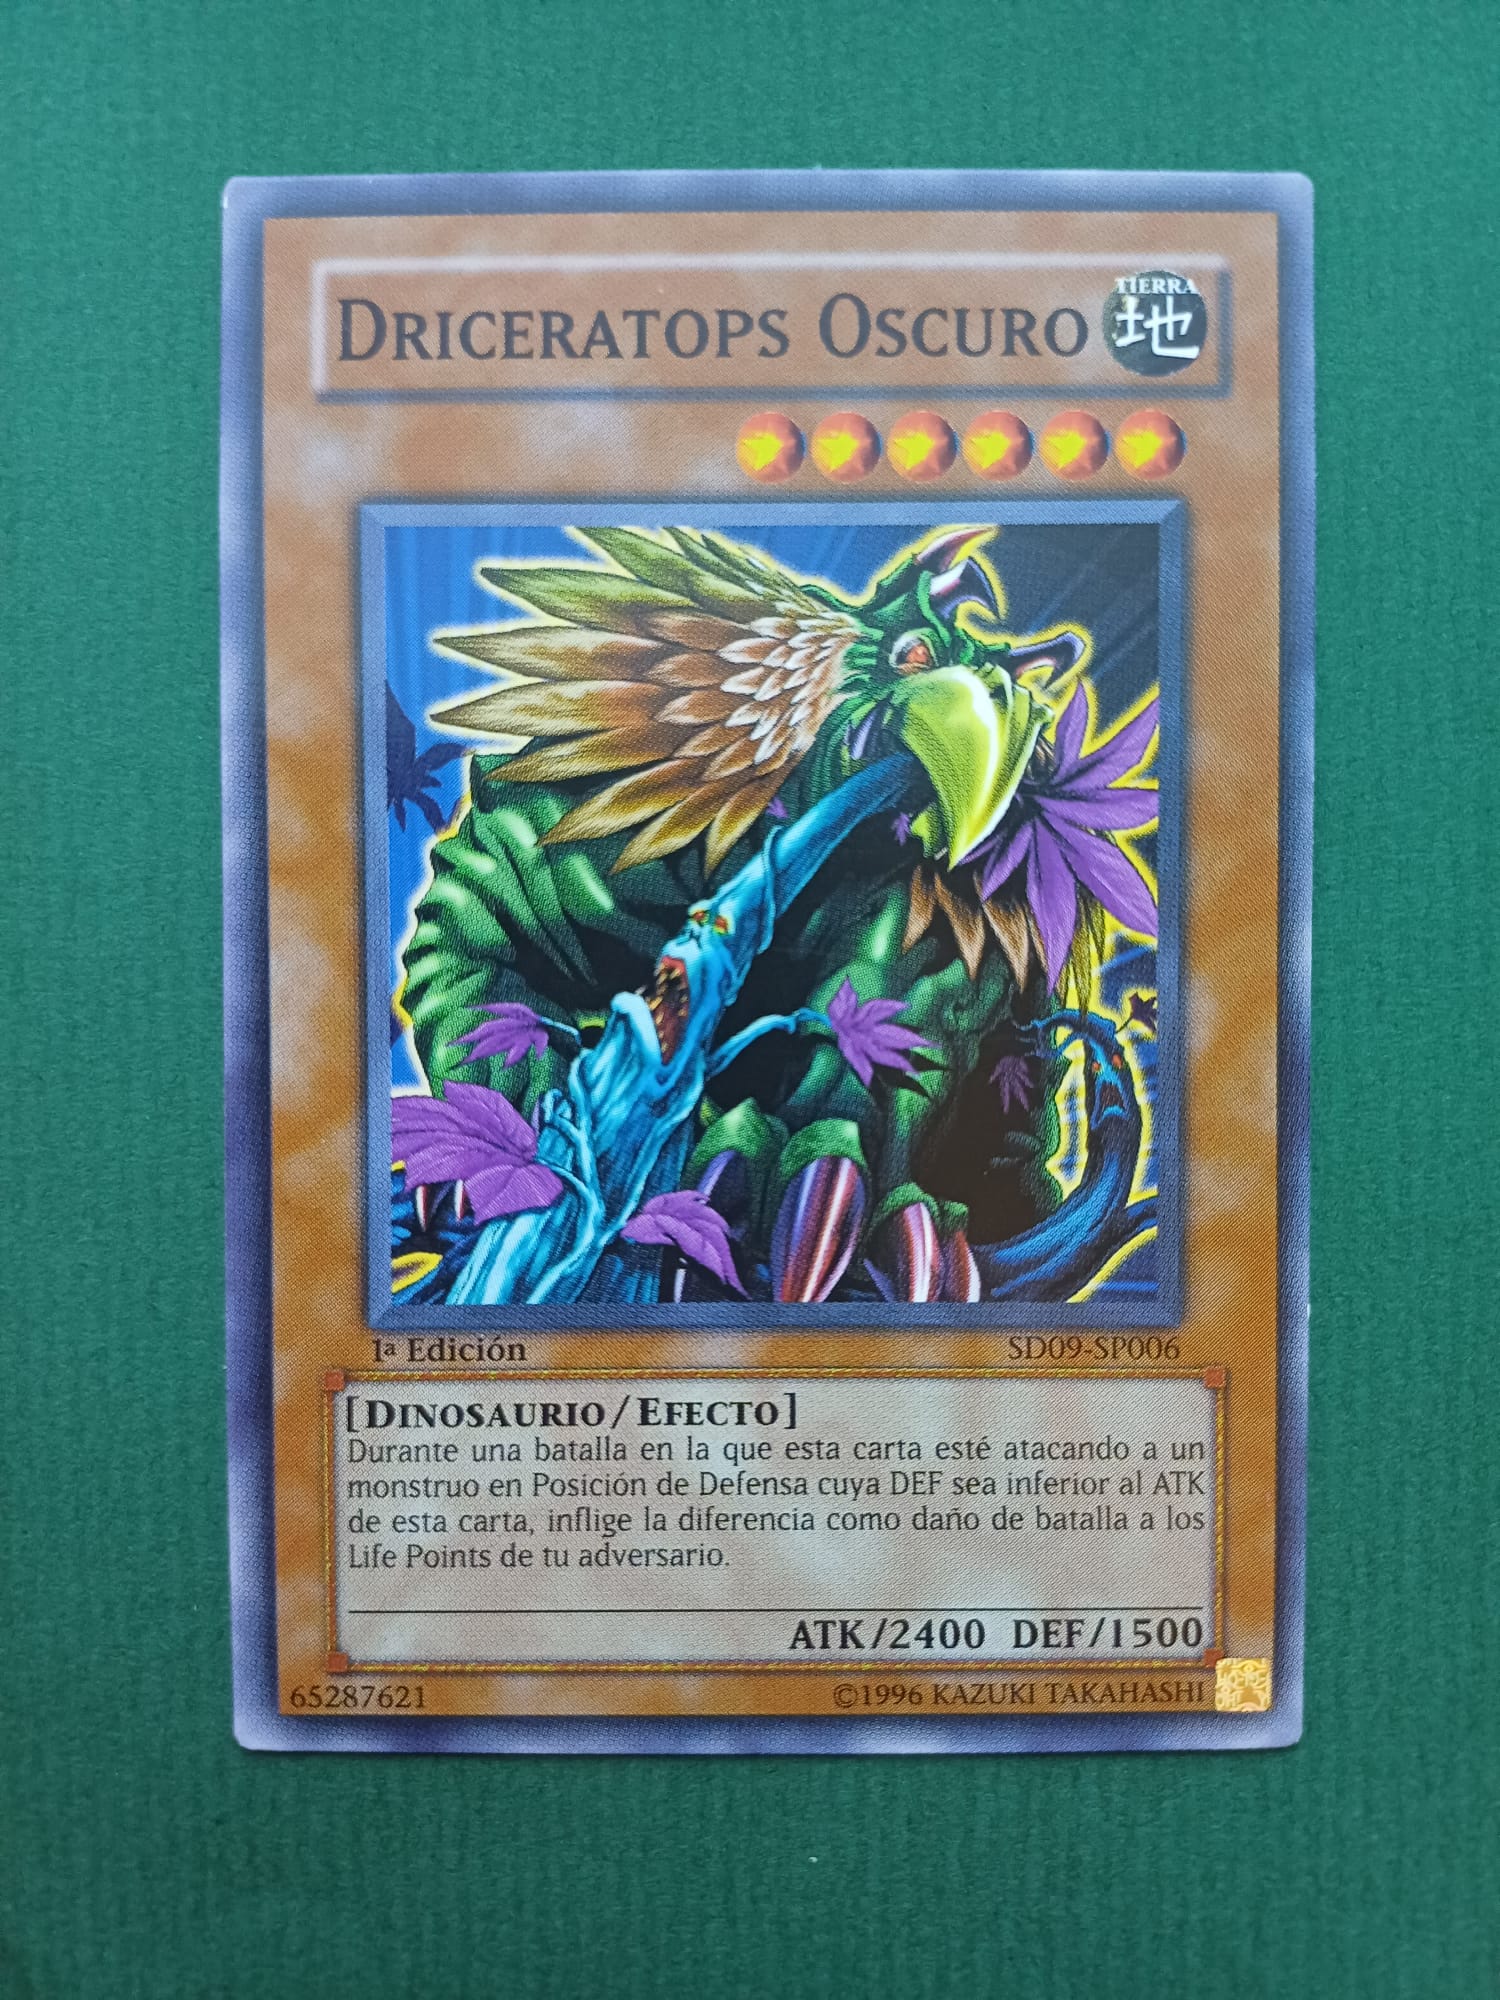 DRICERATOPS OSCURO
TIERRA
地
1ª Edición
SD09-SP006
[DINOSAURIO/EFECTO]
Durante una batalla en la que esta carta esté atacando a un
monstruo en Posición de Defensa cuya DEF sea inferior al ATK
de esta carta, inflige la diferencia como daño de batalla a los
Life Points de tu adversario.
ATK/2400 DEF/1500
65287621
©1996 KAZUKI TAKAHASHI